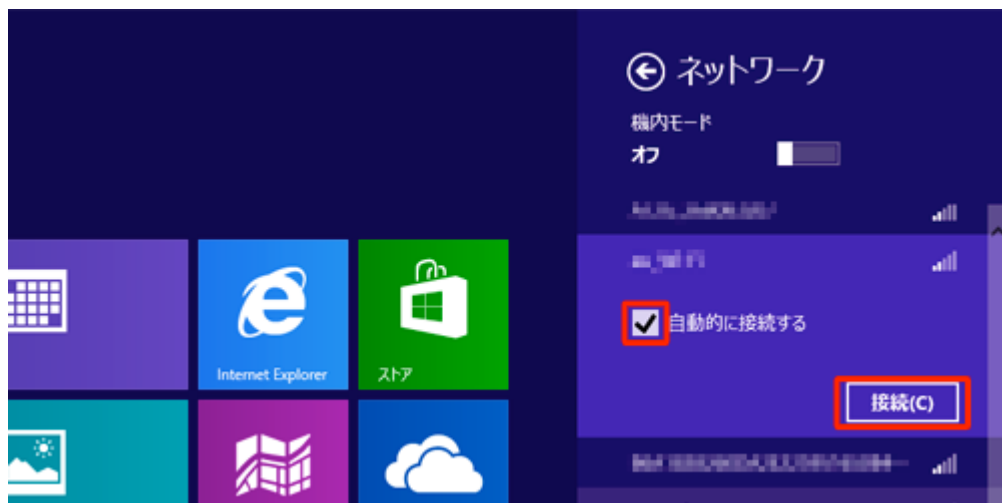 ネットワーク
機内モード
オフ
自動的に接続する
接続(C)
Internet Explorer
ストア